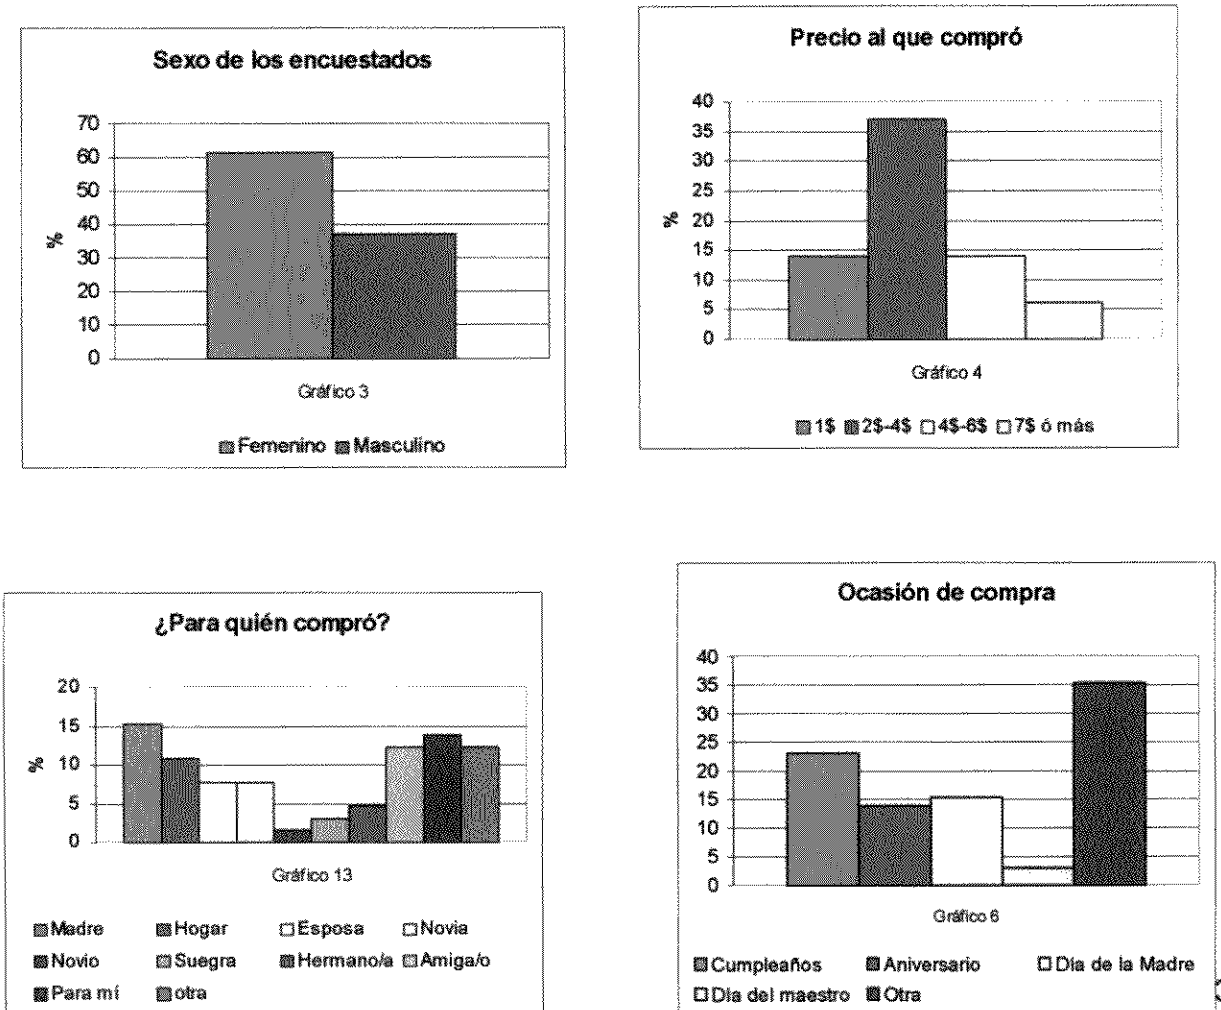 Sexo de los encuestados
70
60
50
40
30
20
10
0
%
Gráfico 3
Femenino Masculino
Precio al que compró
40
35
30
25
20
15
10
5
0
%
Gráfico 4
1$ 2$-4$ 4$-6$ 7$ ó más
¿Para quién compró?
20
15
10
5
0
%
Gráfico 13
Madre Hogar Esposa Novia
Novio Suegra Hermano/a Amiga/o
Para mí otra
Ocasión de compra
40
35
30
25
20
15
10
5
0
Gráfico 6
Cumpleaños Aniversario Día de la Madre
Día del maestro Otra